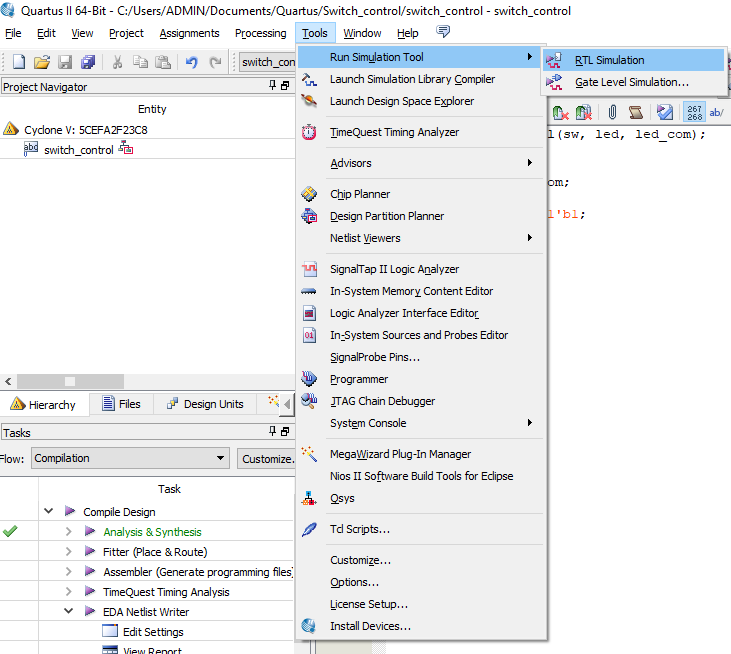 Quartus II 64-Bit - C:/Users/ADMIN/Documents/Quartus/Switch_control/switch_control - switch_control
File Edit View Project Assignments Processing Tools Window Help
switch_con
Project Navigator
Entity
Cyclone V: 5CEFA2F23C8
abd switch_control
Hierarchy Files Design Units
Tasks
Flow: Compilation Customize.
Task
Compile Design
Analysis & Synthesis
Fitter (Place & Route)
Assembler (Generate programming files)
TimeQuest Timing Analysis
EDA Netlist Writer
Edit Settings
View Report
Run Simulation Tool
Launch Simulation Library Compiler
Launch Design Space Explorer
TimeQuest Timing Analyzer
Advisors
Chip Planner
Design Partition Planner
Netlist Viewers
SignalTap II Logic Analyzer
In-System Memory Content Editor
Logic Analyzer Interface Editor
01 In-System Sources and Probes Editor
SignalProbe Pins...
Programmer
JTAG Chain Debugger
System Console
MegaWizard Plug-In Manager
Nios II Software Build Tools for Eclipse
Qsys
Tcl Scripts...
Customize...
Options...
License Setup...
Install Devices...
RTL Simulation
Gate Level Simulation...
267
268 ab/
l(sw, led, led_com);
om;
1'b1;